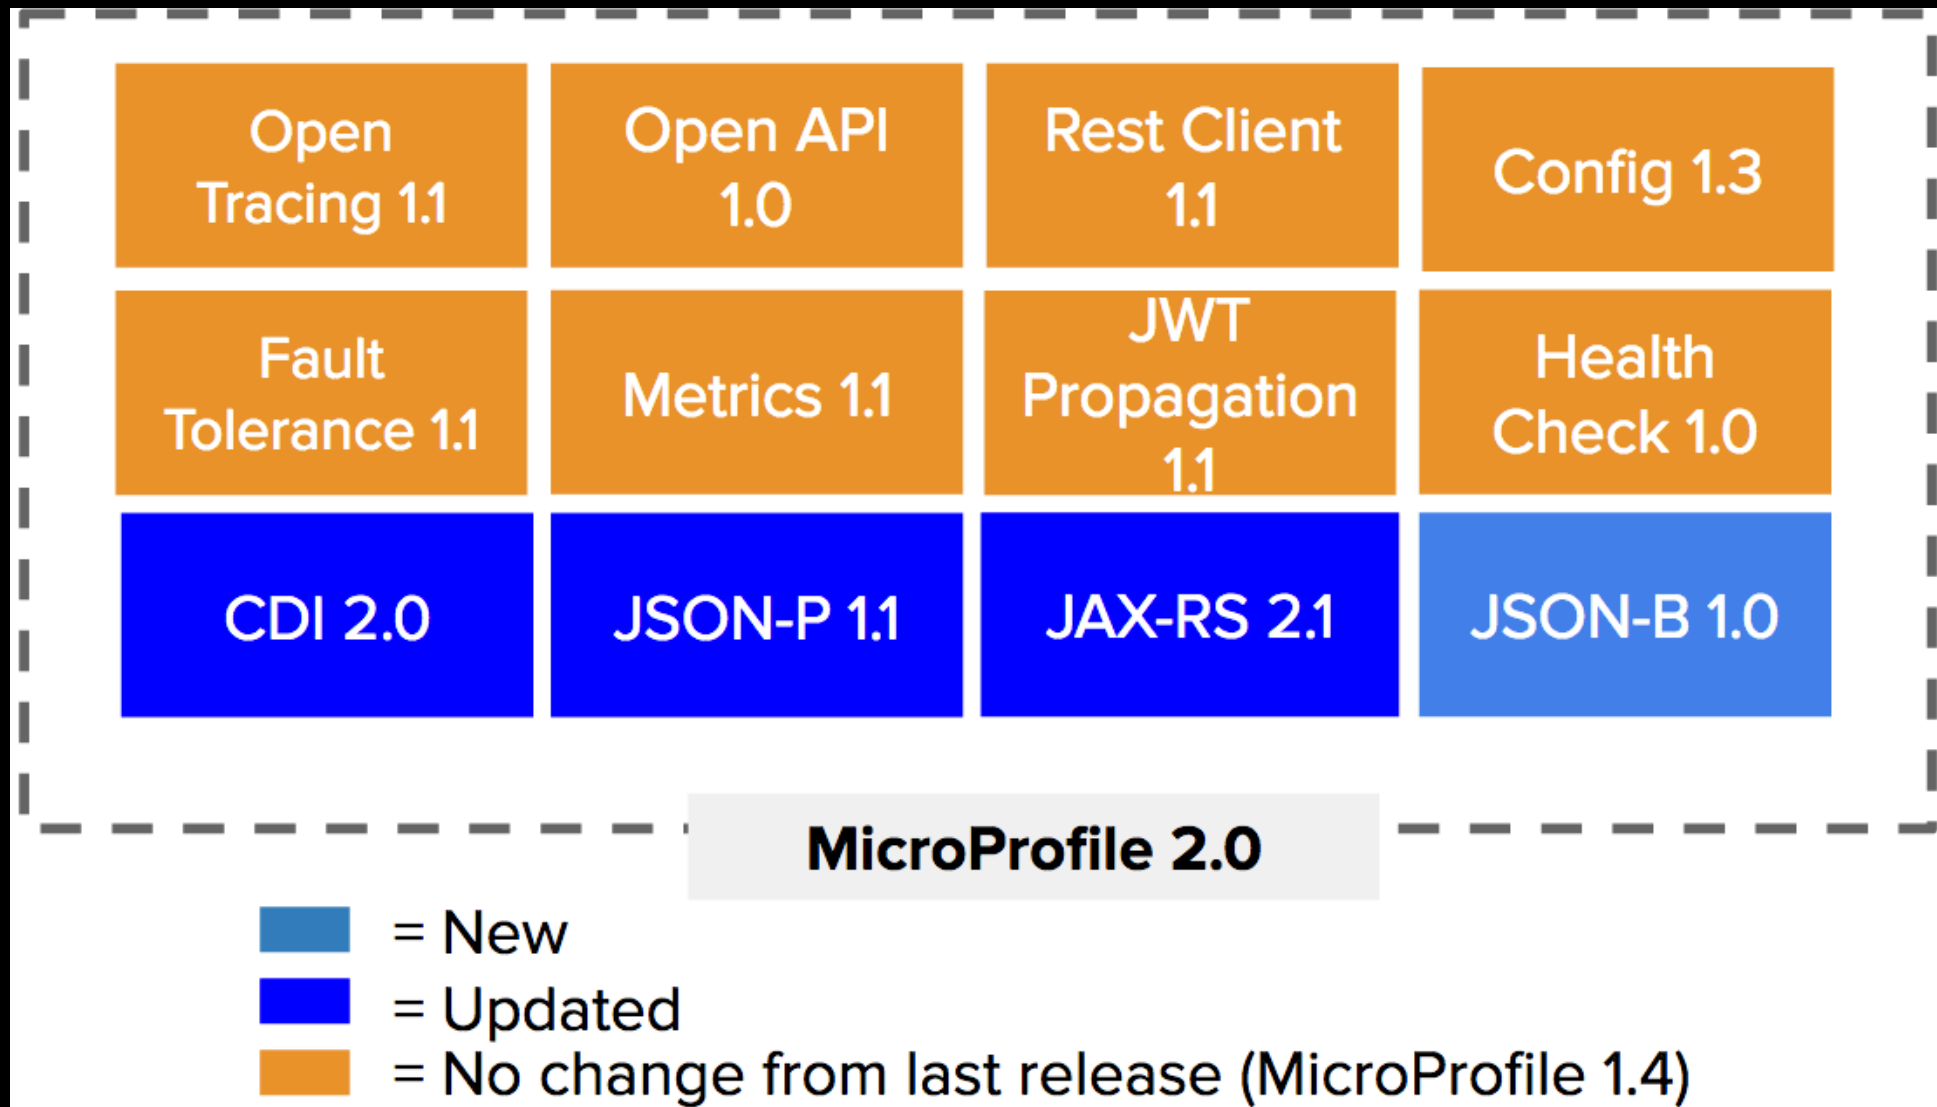 Open
Tracing 1.1
Open API
1.0
Rest Client
1.1
Config 1.3
Fault
Tolerance 1.1
Metrics 1.1
JWT
Propagation
1.1
Health
Check 1.0
CDI 2.0
JSON-P 1.1
JAX-RS 2.1
JSON-B 1.0
MicroProfile 2.0
= New
= Updated
= No change from last release (MicroProfile 1.4)